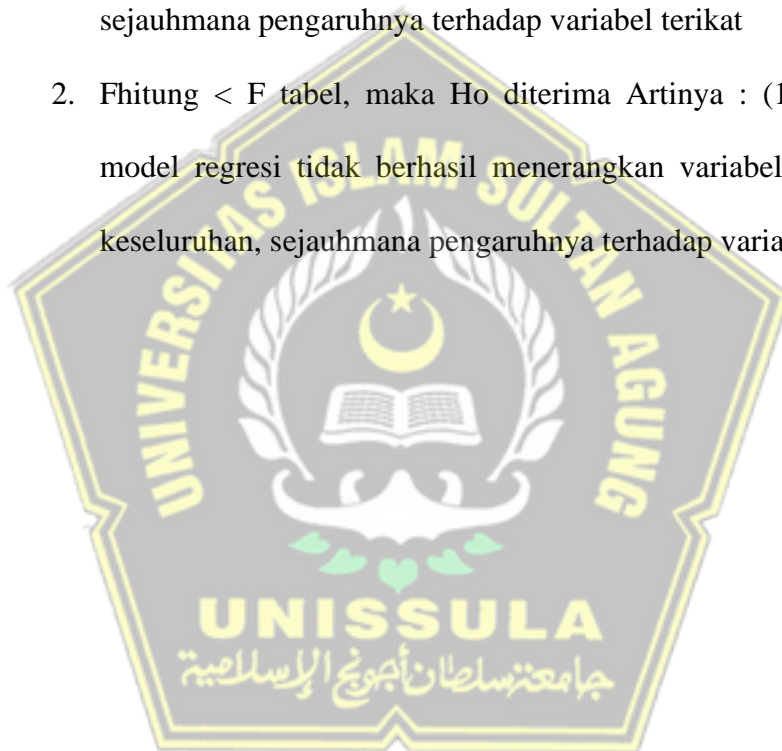 sejauhmana pengaruhnya terhadap variabel terikat
2. Fhitung < F tabel, maka Ho diterima Artinya : (1
model regresi tidak berhasil menerangkan variabel
keseluruhan, sejauhmana pengaruhnya terhadap varia
UNIVERSITAS ISLAM SULTAN AGUNG
UNISSULA
جامعة سلطان أجونج الإسلامية